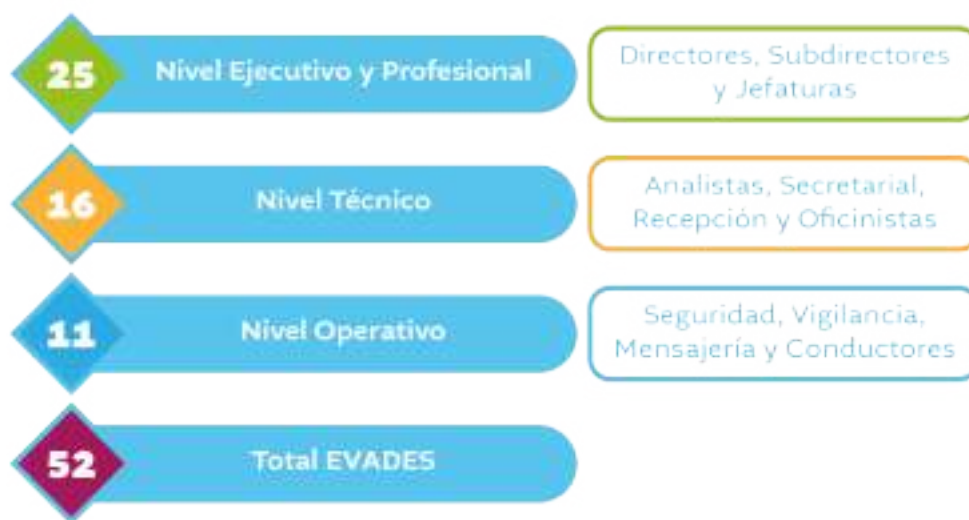 25 Nivel Ejecutivo y Profesional
Directores, Subdirectores
y Jefaturas
16 Nivel Técnico
Analistas, Secretarial,
Recepción y Oficinistas
11 Nivel Operativo
Seguridad, Vigilancia,
Mensajería y Conductores
52 Total EVADES